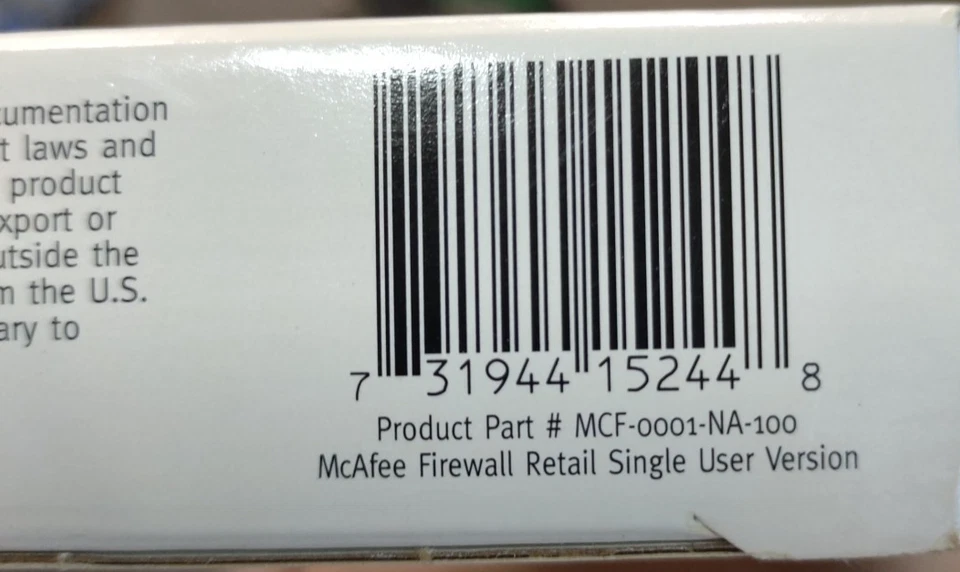 umentation
t laws and
product
xport or
utside the
m the U.S.
ary to
7 31944 15244 8
Product Part # MCF-0001-NA-100
McAfee Firewall Retail Single User Version